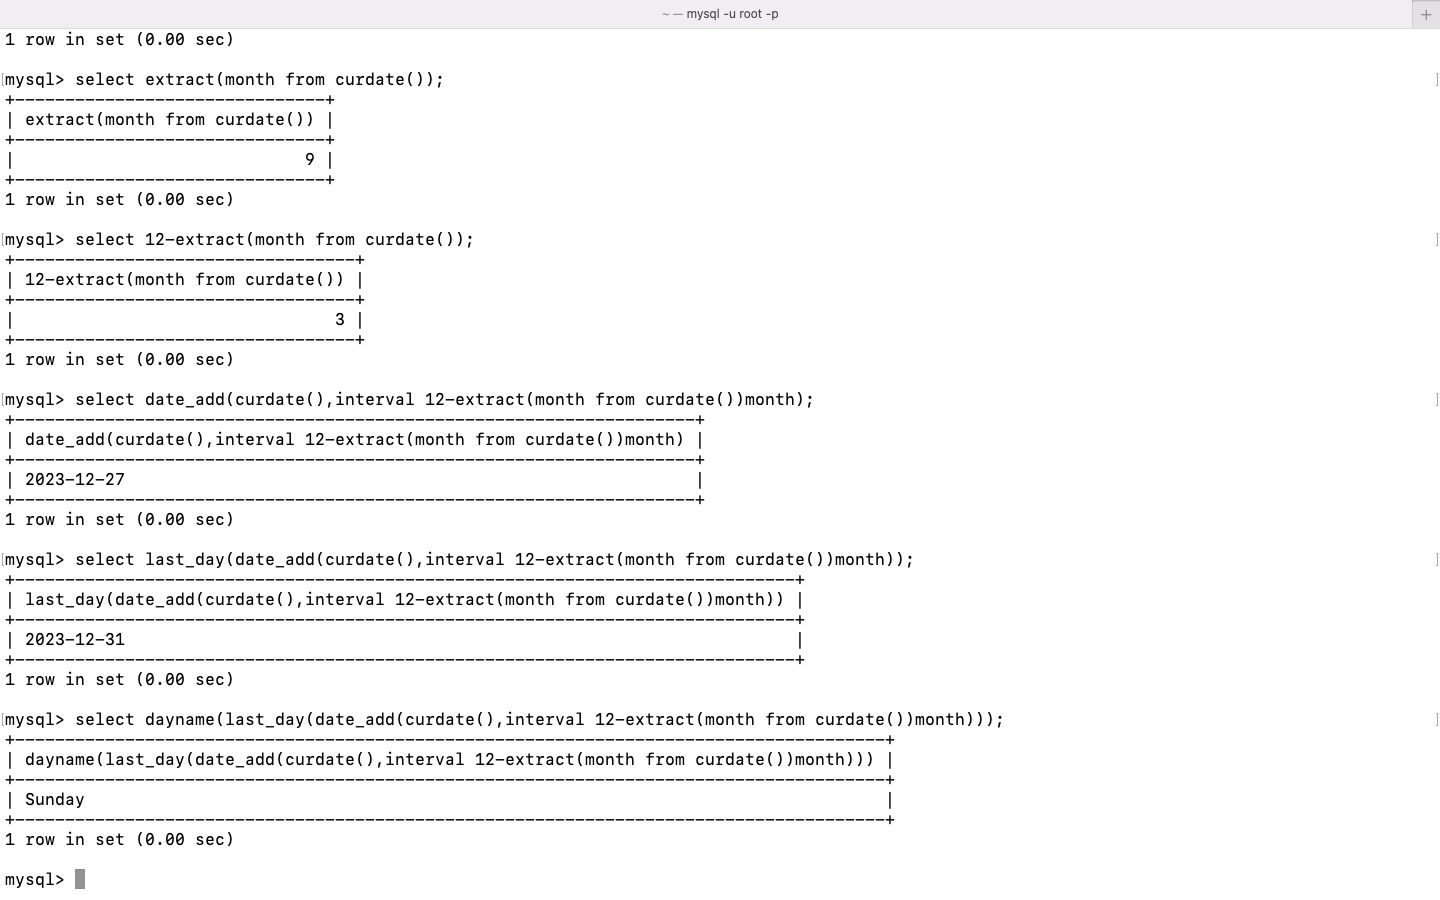 ~ — mysql -u root -p
+
1 row in set (0.00 sec)
mysql> select extract(month from curdate());
+-------------------------------+
| extract(month from curdate()) |
+-------------------------------+
|                             9 |
+-------------------------------+
1 row in set (0.00 sec)
mysql> select 12-extract(month from curdate());
+----------------------------------+
| 12-extract(month from curdate()) |
+----------------------------------+
|                                3 |
+----------------------------------+
1 row in set (0.00 sec)
mysql> select date_add(curdate(),interval 12-extract(month from curdate())month);
+--------------------------------------------------------------------+
| date_add(curdate(),interval 12-extract(month from curdate())month) |
+--------------------------------------------------------------------+
| 2023-12-27                                                         |
+--------------------------------------------------------------------+
1 row in set (0.00 sec)
mysql> select last_day(date_add(curdate(),interval 12-extract(month from curdate())month));
+------------------------------------------------------------------------------+
| last_day(date_add(curdate(),interval 12-extract(month from curdate())month)) |
+------------------------------------------------------------------------------+
| 2023-12-31                                                                   |
+------------------------------------------------------------------------------+
1 row in set (0.00 sec)
mysql> select dayname(last_day(date_add(curdate(),interval 12-extract(month from curdate())month)));
+---------------------------------------------------------------------------------------+
| dayname(last_day(date_add(curdate(),interval 12-extract(month from curdate())month))) |
+---------------------------------------------------------------------------------------+
| Sunday                                                                                |
+---------------------------------------------------------------------------------------+
1 row in set (0.00 sec)
mysql>